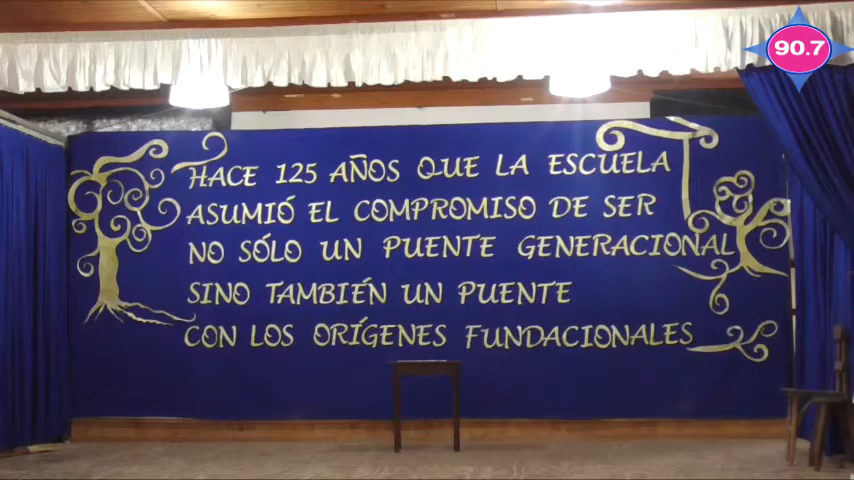 90.7
HACE 125 AÑOS QUE LA ESCUELA
ASUMIÓ EL COMPROMISO DE SER
NO SÓLO UN PUENTE GENERACIONAL
SINO TAMBIÉN UN PUENTE
CON LOS ORÍGENES FUNDACIONALES